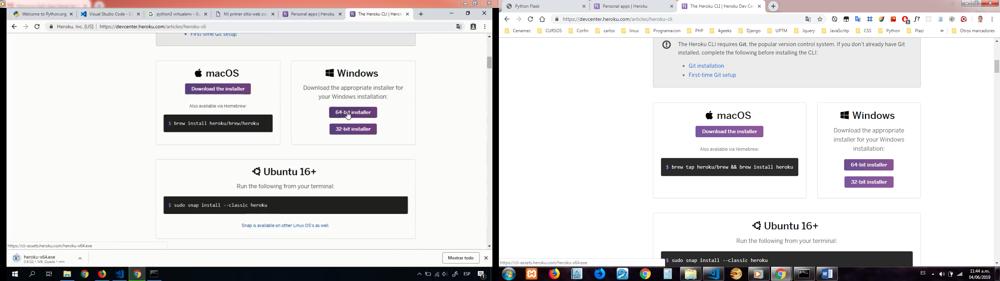 Welcome to Python.org
Visual Studio Code - Co
python3 virtualenv - Bu
Mi primer sitio web con
Personal apps | Heroku
The Heroku CLI | Herok
Heroku, Inc. [US] | https://devcenter.heroku.com/articles/heroku-cli
First-time Git setup
macOS
Download the installer
Also available via Homebrew:
$ brew install heroku/brew/heroku
Windows
Download the appropriate installer for
your Windows installation:
64-bit installer
32-bit installer
Ubuntu 16+
Run the following from your terminal:
$ sudo snap install --classic heroku
Snap is available on other Linux OS's as well.
https://cli-assets.heroku.com/heroku-x64.exe
heroku-x64.exe
0.6/22.1 MB, Queda 1 min
Mostrar todo
ESP
1
Python Flask
Personal apps | Heroku
The Heroku CLI | Heroku Dev Cen
https://devcenter.heroku.com/articles/heroku-cli
f?
3
Cenamec
CURSOS
Corfin
carlos
linux
Programacion
PHP
4geeks
Django
UPTM
Jquery
JavaScritp
CSS
Python
Plazi
»
Otros marcadores
The Heroku CLI requires Git, the popular version control system. If you don't already have Git
installed, complete the following before installing the CLI:
Git installation
First-time Git setup
macOS
Download the installer
Also available via Homebrew:
$ brew tap heroku/brew && brew install heroku
Windows
Download the appropriate
installer for your Windows
installation:
64-bit installer
32-bit installer
Ubuntu 16+
Run the following from your terminal:
$ sudo snap install --classic heroku
https://cli-assets.heroku.com/heroku-x64.exe
2011
ES
11:44 a.m.
04/06/2019